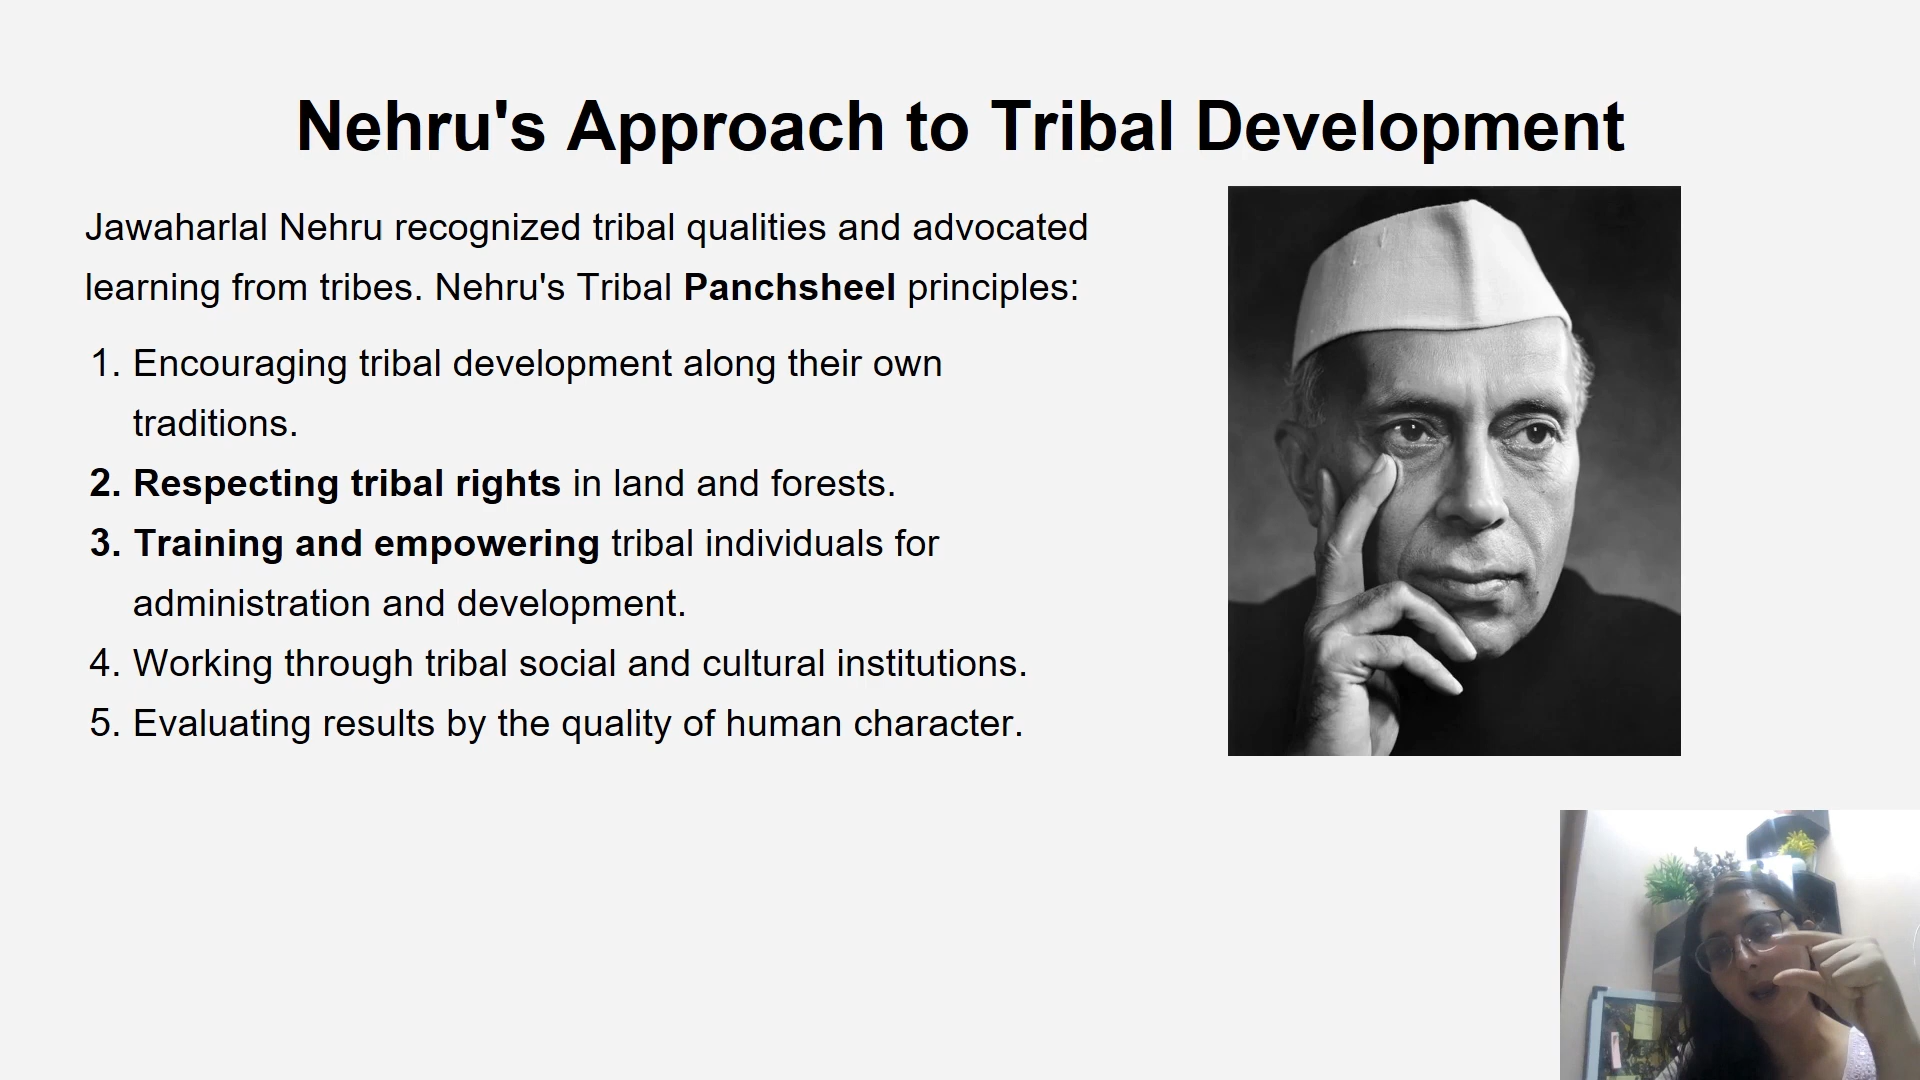 Nehru's Approach to Tribal Development
Jawaharlal Nehru recognized tribal qualities and advocated
learning from tribes. Nehru's Tribal Panchsheel principles:
1. Encouraging tribal development along their own
traditions.
2. Respecting tribal rights in land and forests.
3. Training and empowering tribal individuals for
administration and development.
4. Working through tribal social and cultural institutions.
5. Evaluating results by the quality of human character.